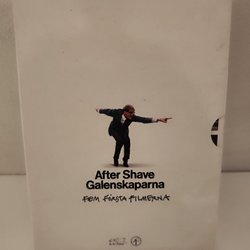 After Shave
Galenskaparna
FEM FÖRSTA FILMERNA